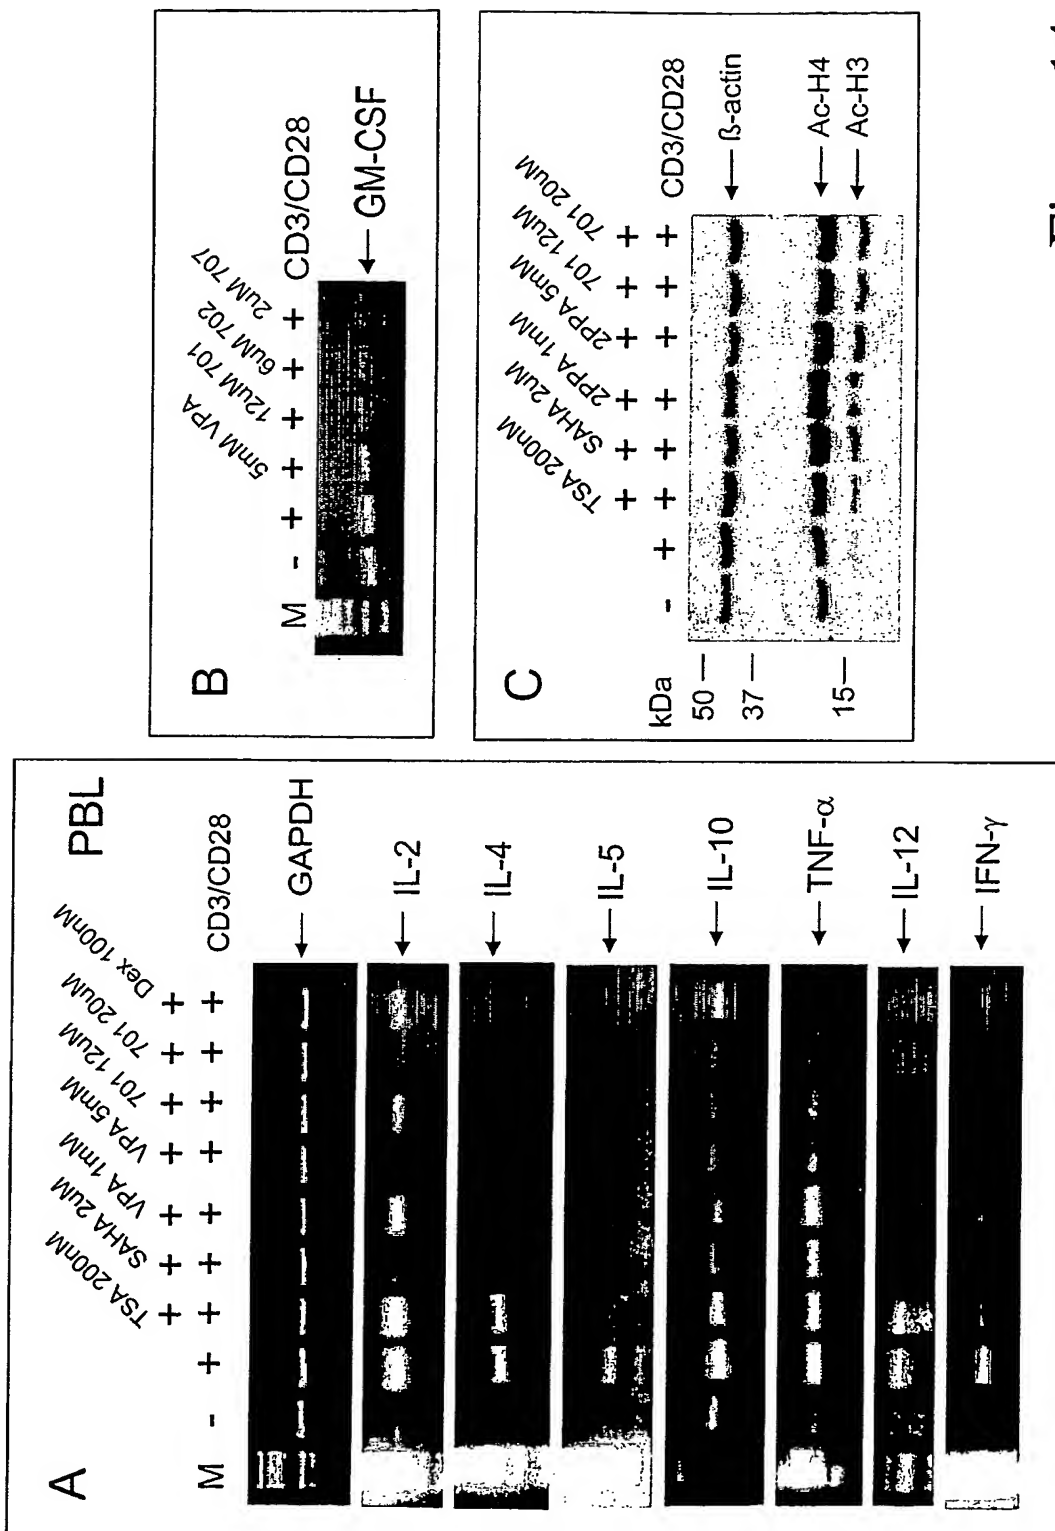 A
PBL
TSA 200nM
SAHA 2uM
VPA 1mM
VPA 5mM
701 12uM
701 20uM
Dex 100nM
+ + + + + + +
M - + + + + + + + + CD3/CD28
GAPDH
IL-2
IL-4
IL-5
IL-10
TNF-α
IL-12
IFN-γ
B
5mM VPA
12uM 701
6uM 702
2uM 707
M - + + + + + CD3/CD28
GM-CSF
C
TSA 200nM
SAHA 2uM
2PPA 1mM
2PPA 5mM
701 12uM
701 20uM
+ + + + + +
kDa - + + + + + + + CD3/CD28
50
37
15
ß-actin
Ac-H4
Ac-H3